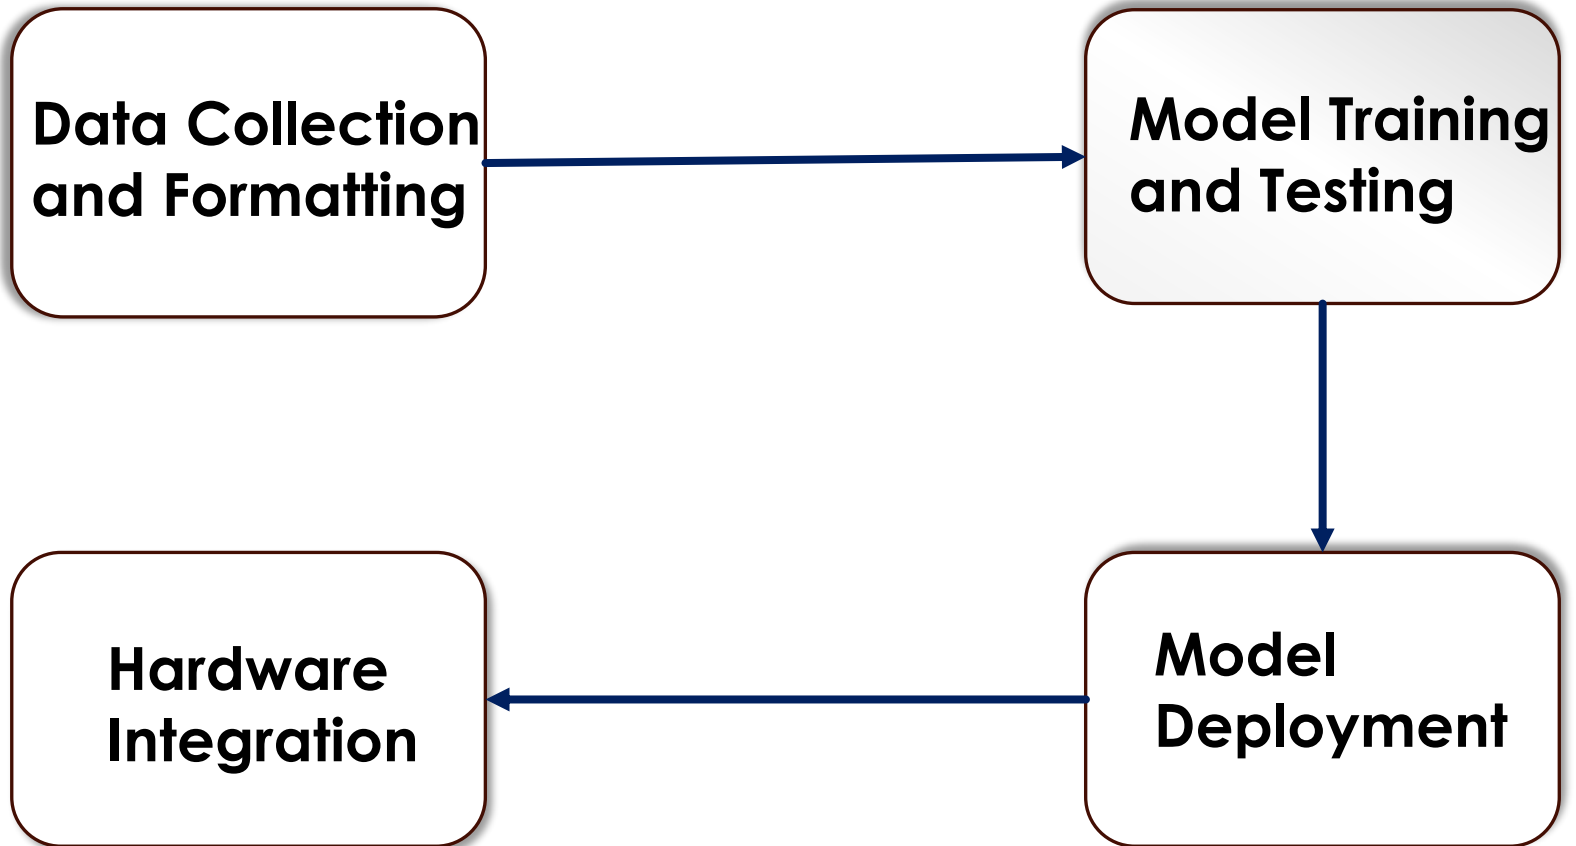 Data Collection
and Formatting
Model Training
and Testing
Hardware
Integration
Model
Deployment